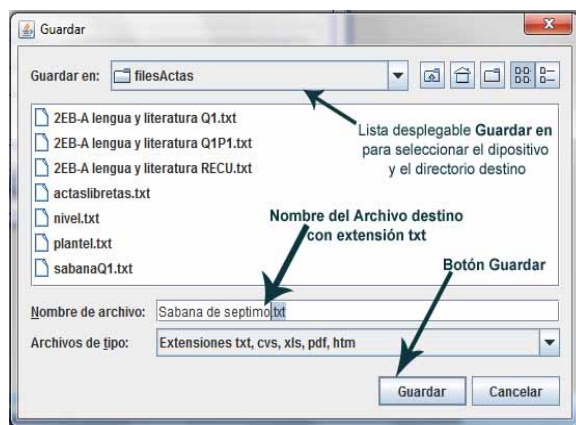 Guardar
Guardar en: filesActas
2EB-A lengua y literatura Q1.txt
2EB-A lengua y literatura Q1P1.txt
2EB-A lengua y literatura RECU.txt
actaslibretas.txt
nivel.txt
plantel.txt
sabanaQ1.txt
Lista desplegable Guardar en
para seleccionar el dipositivo
y el directorio destino
Nombre del Archivo destino
con extensión txt
Botón Guardar
Nombre de archivo: Sabana de septimo.txt
Archivos de tipo: Extensiones txt, cvs, xls, pdf, htm
Guardar Cancelar